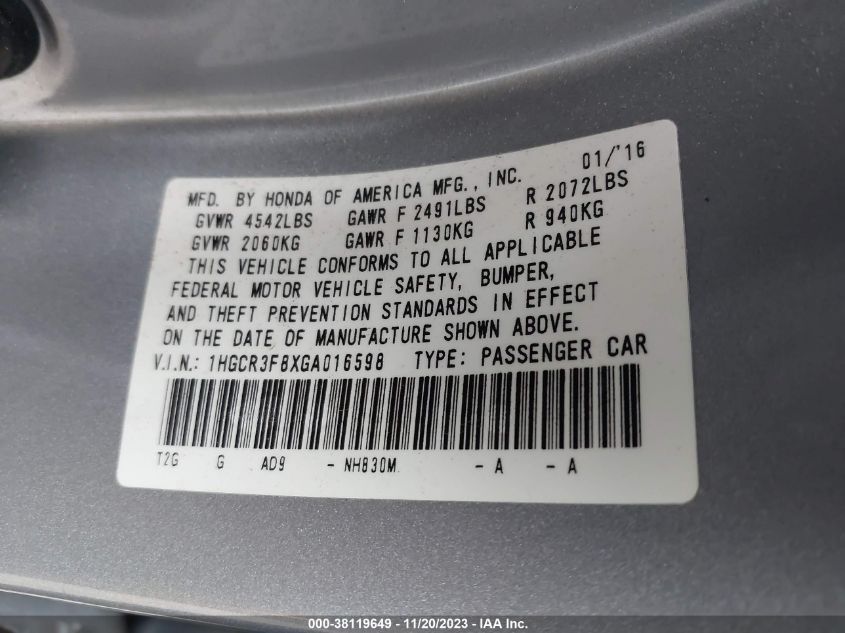 MFD. BY HONDA OF AMERICA MFG., INC. 01/'16
GVWR 4542LBS GAWR F 2491LBS R 2072LBS
GVWR 2060KG GAWR F 1130KG R 940KG
THIS VEHICLE CONFORMS TO ALL APPLICABLE
FEDERAL MOTOR VEHICLE SAFETY, BUMPER,
AND THEFT PREVENTION STANDARDS IN EFFECT
ON THE DATE OF MANUFACTURE SHOWN ABOVE.
V.I.N.: 1HGCR3F8XGA016598 TYPE: PASSENGER CAR
T2G G AD9 - NH830M - A - A
000-38119649 - 11/20/2023 - IAA Inc.